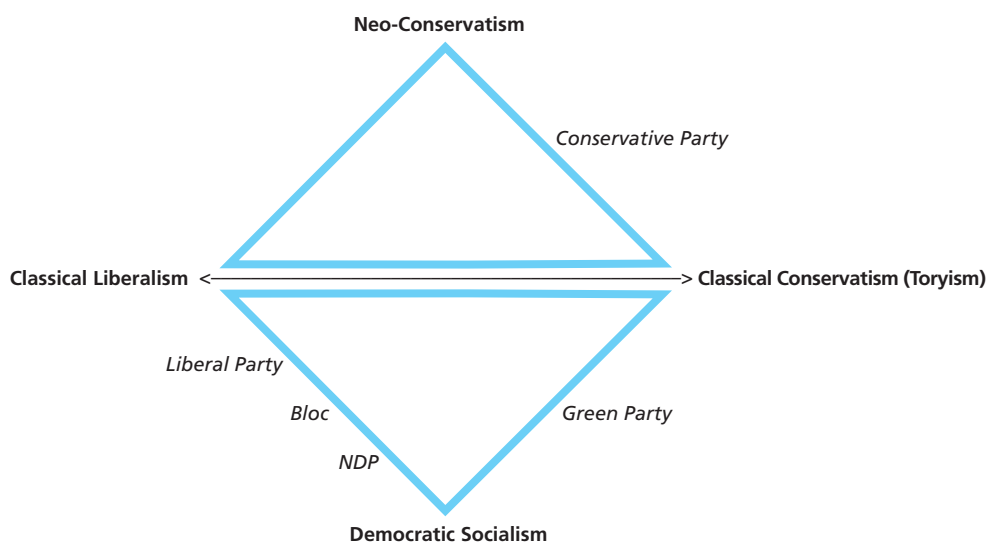 Neo-Conservatism
Conservative Party
Classical Liberalism <
> Classical Conservatism (Toryism)
Liberal Party
Bloc
Green Party
NDP
Democratic Socialism